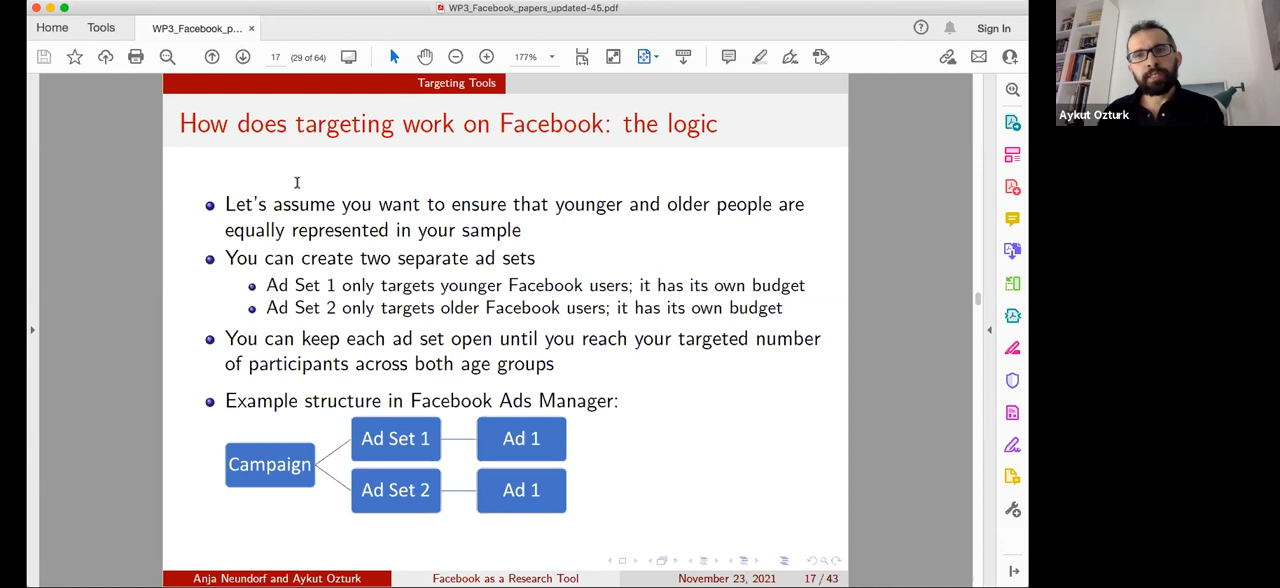 WP3_Facebook_papers_updated-45.pdf
Home Tools WP3_Facebook_p... × Sign In
17 (29 of 64) 177%
Targeting Tools
How does targeting work on Facebook: the logic
Let's assume you want to ensure that younger and older people are
equally represented in your sample
You can create two separate ad sets
Ad Set 1 only targets younger Facebook users; it has its own budget
Ad Set 2 only targets older Facebook users; it has its own budget
You can keep each ad set open until you reach your targeted number
of participants across both age groups
Example structure in Facebook Ads Manager:
Ad Set 1 Ad 1
Campaign
Ad Set 2 Ad 1
Anja Neundorf and Aykut Ozturk Facebook as a Research Tool November 23, 2021 17 / 43
Aykut Ozturk